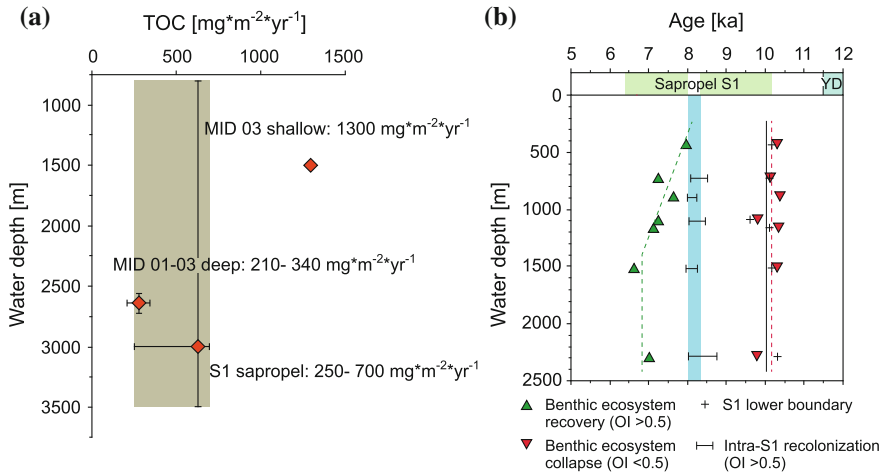 (a)
TOC [mg*m-2*yr-1]
0 500 1000 1500
1000
1500
2000
2500
3000
3500
Water depth [m]
MID 03 shallow: 1300 mg*m-2*yr-1
MID 01-03 deep: 210- 340 mg*m-2*yr-1
S1 sapropel: 250- 700 mg*m-2*yr-1
(b)
Age [ka]
5 6 7 8 9 10 11 12
Sapropel S1 YD
0
500
1000
1500
2000
2500
Water depth [m]
Benthic ecosystem
recovery (OI >0.5)
Benthic ecosystem
collapse (OI <0.5)
S1 lower boundary
Intra-S1 recolonization
(OI >0.5)